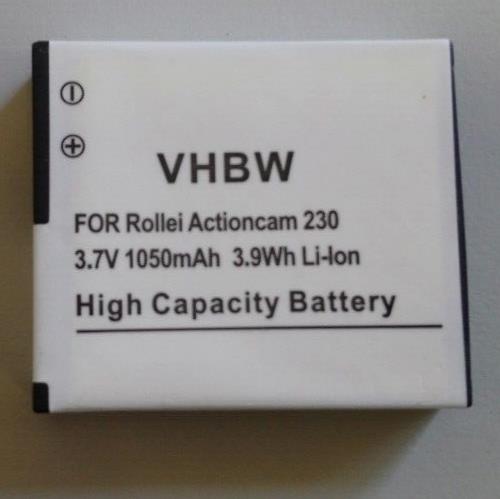 VHBW
FOR Rollei Actioncam 230
3.7V 1050mAh 3.9Wh Li-Ion
High Capacity Battery